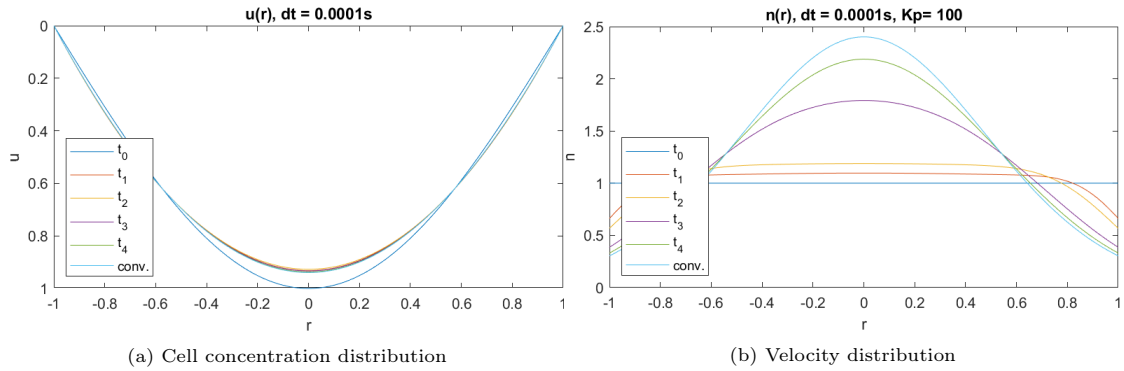 u(r), dt = 0.0001s
0
0.2
0.4
0.6
0.8
1
u
t0
t1
t2
t3
t4
conv.
-1 -0.8 -0.6 -0.4 -0.2 0 0.2 0.4 0.6 0.8 1
r
(a) Cell concentration distribution
n(r), dt = 0.0001s, Kp= 100
2.5
2
1.5
1
0.5
0
n
t0
t1
t2
t3
t4
conv.
-1 -0.8 -0.6 -0.4 -0.2 0 0.2 0.4 0.6 0.8 1
r
(b) Velocity distribution